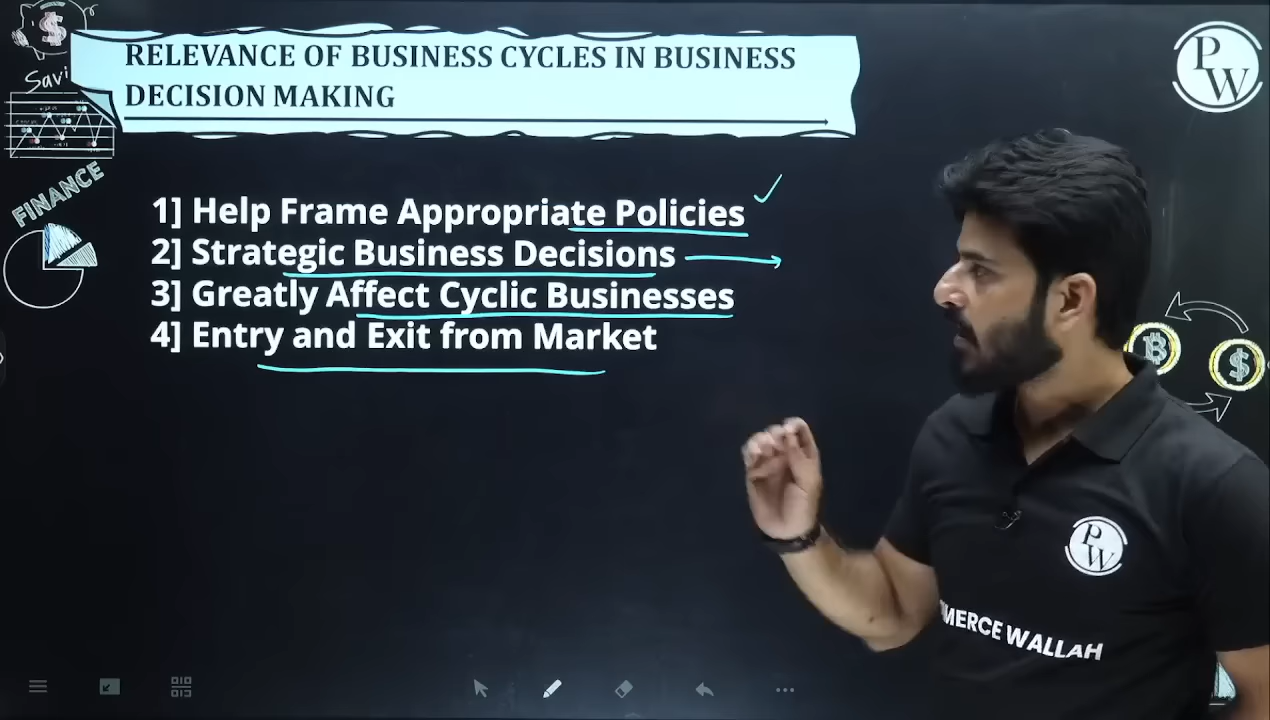 RELEVANCE OF BUSINESS CYCLES IN BUSINESS
DECISION MAKING
PW
Savi
FINANCE
1] Help Frame Appropriate Policies
2] Strategic Business Decisions
3] Greatly Affect Cyclic Businesses
4] Entry and Exit from Market
PW
MERCE WALLAH